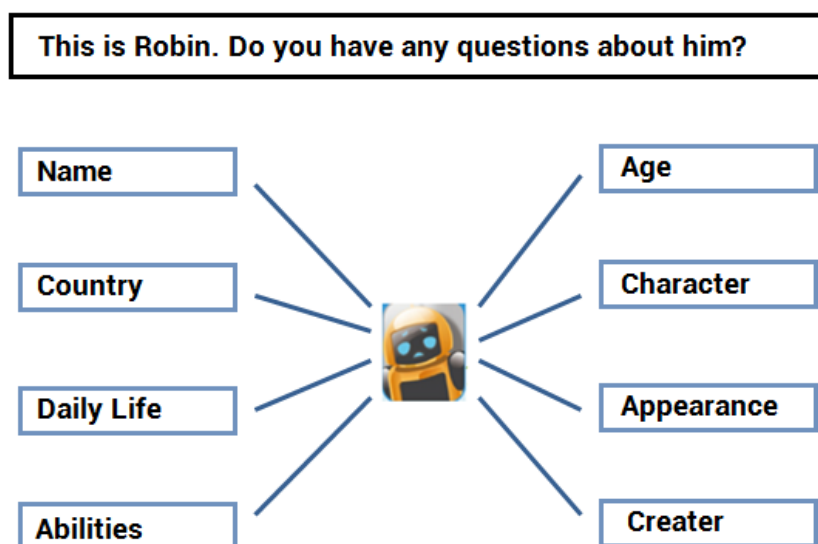 This is Robin. Do you have any questions about him?
Name
Age
Country
Character
Daily Life
Appearance
Abilities
Creater